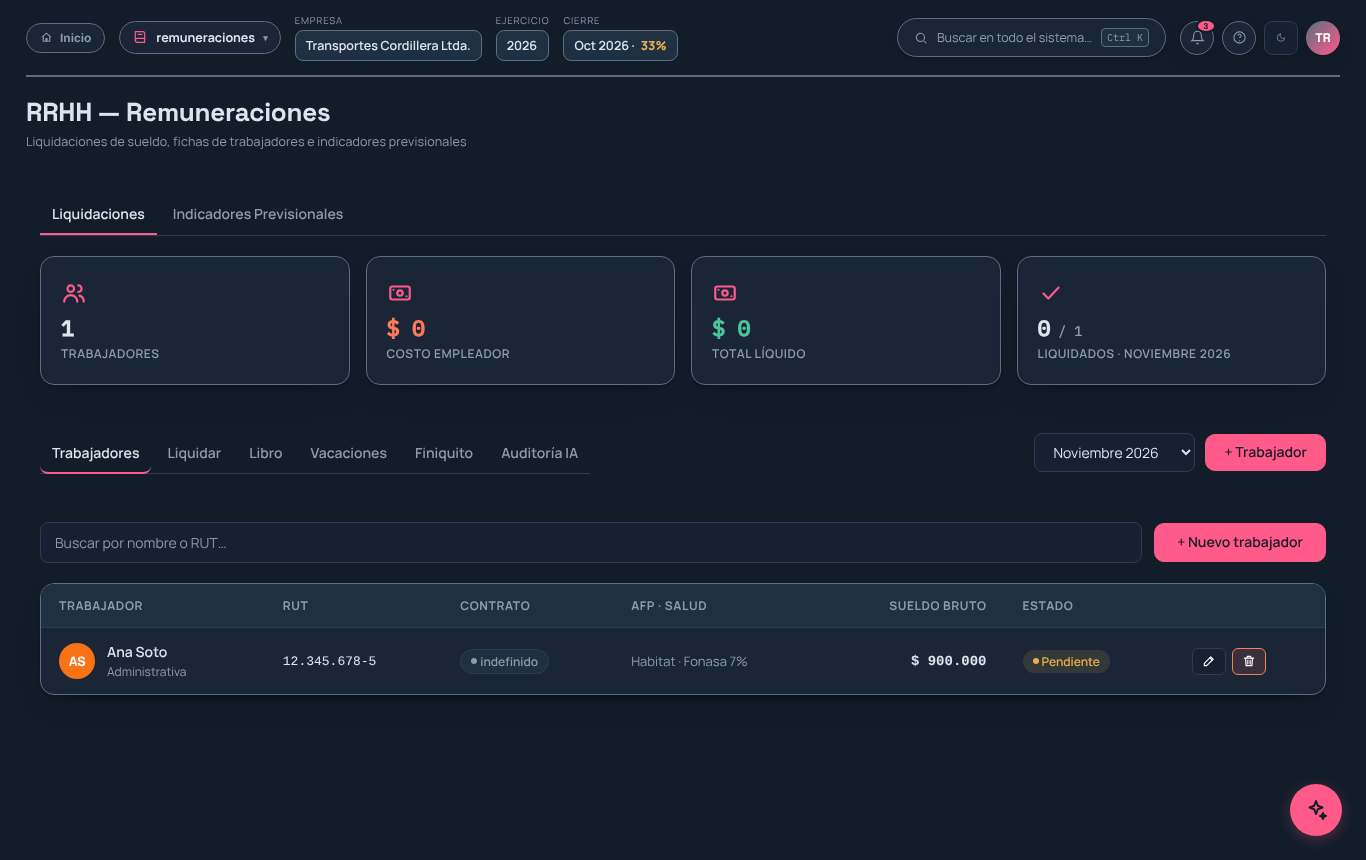 Inicio
remuneraciones ▾
EMPRESA
Transportes Cordillera Ltda.
EJERCICIO
2026
CIERRE
Oct 2026 · 33%
Buscar en todo el sistema... Ctrl K
3
TR
RRHH — Remuneraciones
Liquidaciones de sueldo, fichas de trabajadores e indicadores previsionales
Liquidaciones Indicadores Previsionales
1
TRABAJADORES
$ 0
COSTO EMPLEADOR
$ 0
TOTAL LÍQUIDO
0 / 1
LIQUIDADOS · NOVIEMBRE 2026
Trabajadores Liquidar Libro Vacaciones Finiquito Auditoría IA
Noviembre 2026
+ Trabajador
Buscar por nombre o RUT...
+ Nuevo trabajador
TRABAJADOR RUT CONTRATO AFP · SALUD SUELDO BRUTO ESTADO
AS
Ana Soto
Administrativa
12.345.678-5
indefinido
Habitat · Fonasa 7%
$ 900.000
Pendiente